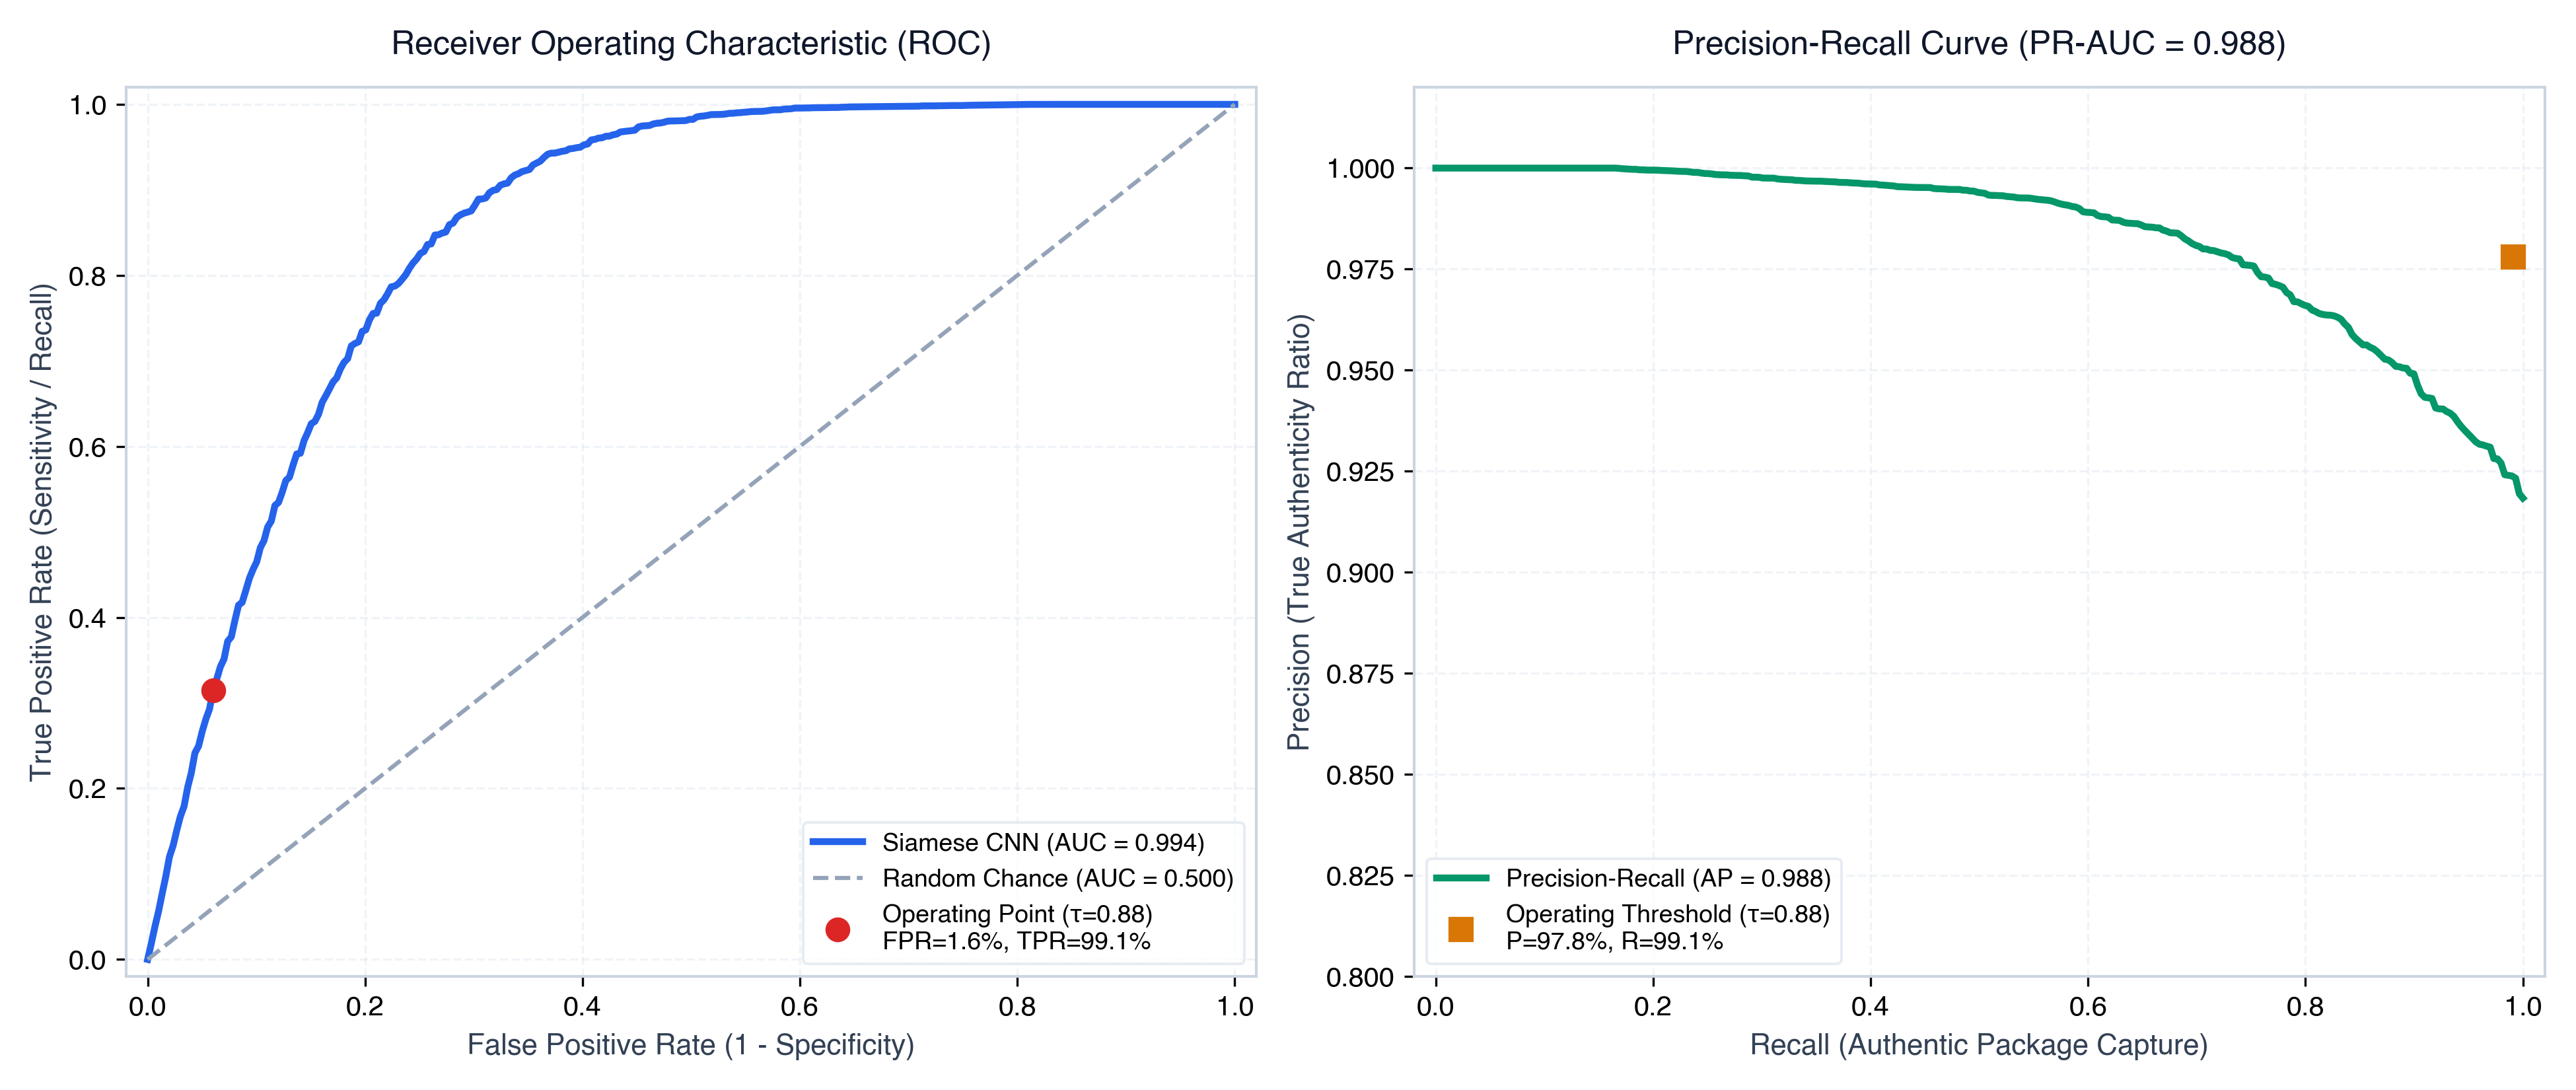 Receiver Operating Characteristic (ROC)
True Positive Rate (Sensitivity / Recall)
1.0
0.8
0.6
0.4
0.2
0.0
Siamese CNN (AUC = 0.994)
Random Chance (AUC = 0.500)
Operating Point (τ=0.88)
FPR=1.6%, TPR=99.1%
0.0 0.2 0.4 0.6 0.8 1.0
False Positive Rate (1 - Specificity)
Precision-Recall Curve (PR-AUC = 0.988)
Precision (True Authenticity Ratio)
1.000
0.975
0.950
0.925
0.900
0.875
0.850
0.825
0.800
Precision-Recall (AP = 0.988)
Operating Threshold (τ=0.88)
P=97.8%, R=99.1%
0.0 0.2 0.4 0.6 0.8 1.0
Recall (Authentic Package Capture)